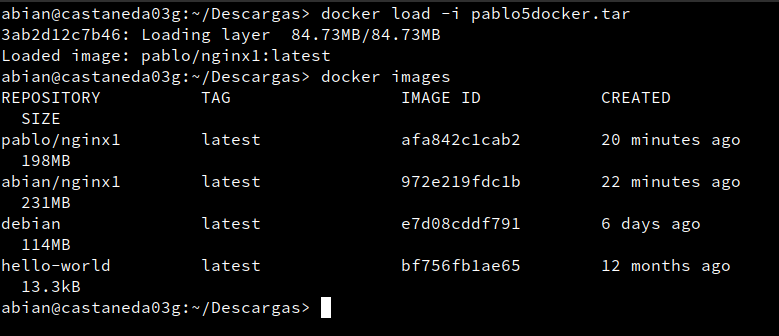 abian@castaneda03g:~/Descargas> docker load -i pablo5docker.tar
3ab2d12c7b46: Loading layer  84.73MB/84.73MB
Loaded image: pablo/nginx1:latest
abian@castaneda03g:~/Descargas> docker images
REPOSITORY          TAG                 IMAGE ID            CREATED
  SIZE
pablo/nginx1        latest              afa842c1cab2        20 minutes ago
  198MB
abian/nginx1        latest              972e219fdc1b        22 minutes ago
  231MB
debian              latest              e7d08cddf791        6 days ago
  114MB
hello-world         latest              bf756fb1ae65        12 months ago
  13.3kB
abian@castaneda03g:~/Descargas>